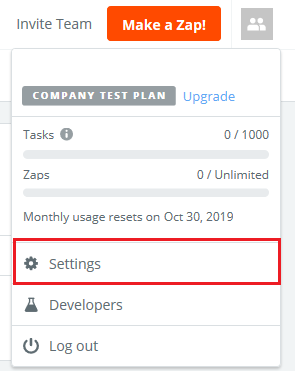 Invite Team
Make a Zap!
COMPANY TEST PLAN Upgrade
Tasks 0 / 1000
Zaps 0 / Unlimited
Monthly usage resets on Oct 30, 2019
Settings
Developers
Log out